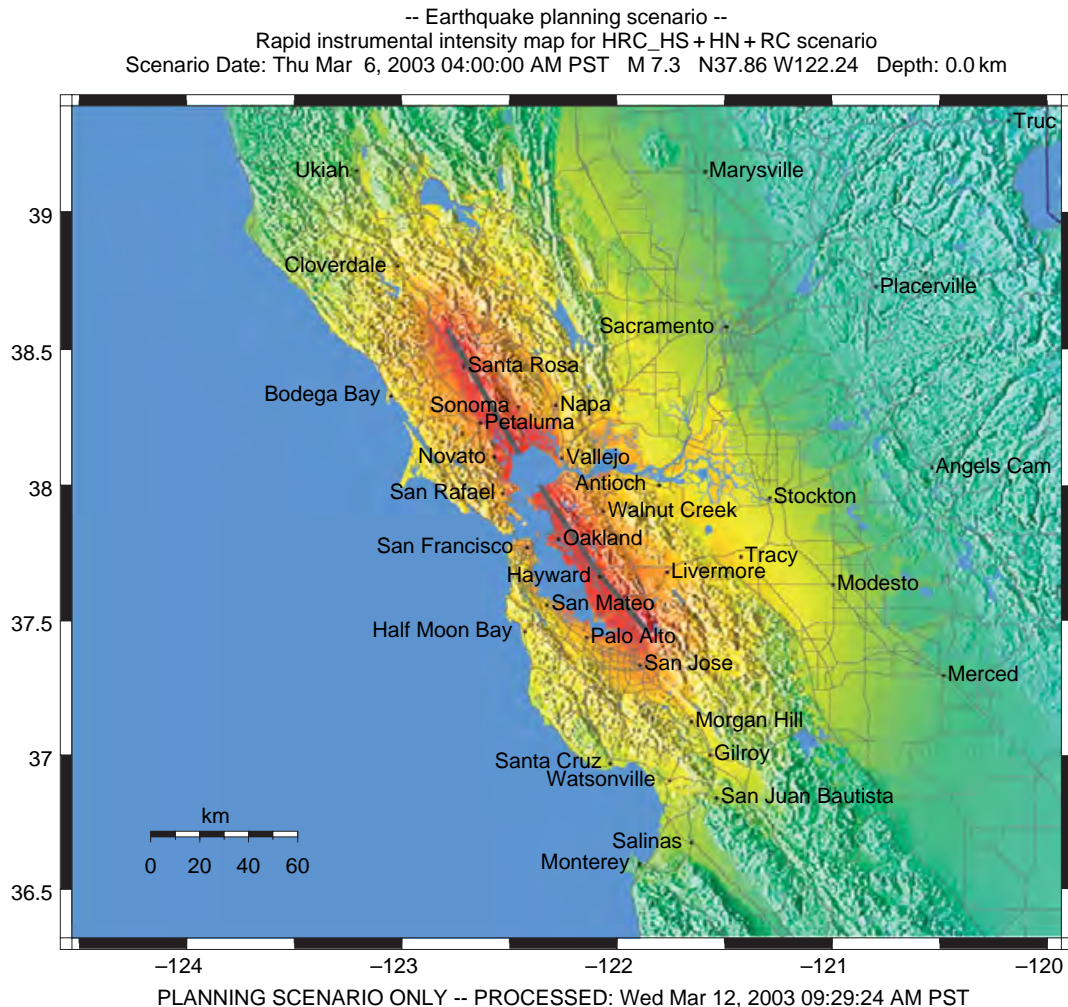 -- Earthquake planning scenario --
Rapid instrumental intensity map for HRC_HS + HN + RC scenario
Scenario Date: Thu Mar 6, 2003 04:00:00 AM PST M 7.3 N37.86 W122.24 Depth: 0.0 km
Truc
Ukiah
Marysville
39
Cloverdale
Placerville
Sacramento
38.5
Santa Rosa
Bodega Bay
Sonoma
Napa
Petaluma
Novato
Vallejo
Angels Cam
Antioch
38
San Rafael
Stockton
Walnut Creek
Oakland
San Francisco
Tracy
Hayward
Livermore
Modesto
San Mateo
37.5
Half Moon Bay
Palo Alto
San Jose
Merced
Morgan Hill
37
Gilroy
Santa Cruz
Watsonville
San Juan Bautista
km
Salinas
0 20 40 60
Monterey
36.5
–124 –123 –122 –121 –120
PLANNING SCENARIO ONLY -- PROCESSED: Wed Mar 12, 2003 09:29:24 AM PST